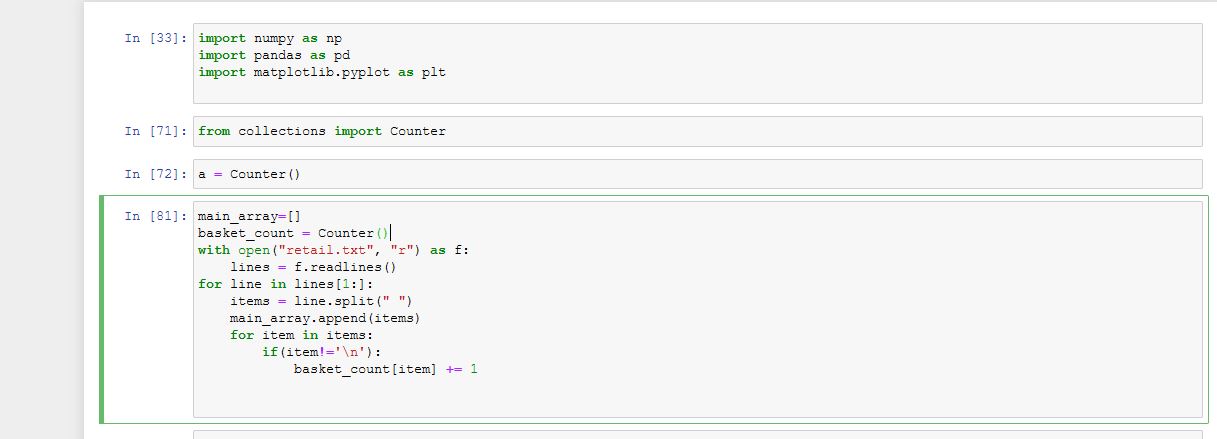 In [33]: import numpy as np
import pandas as pd
import matplotlib.pyplot as plt
In [71]: from collections import Counter
In [72]: a = Counter()
In [81]: main_array=[]
basket_count = Counter()
with open("retail.txt", "r") as f:
    lines = f.readlines()
for line in lines[1:]:
    items = line.split(" ")
    main_array.append(items)
    for item in items:
        if(item!='\n'):
            basket_count[item] += 1